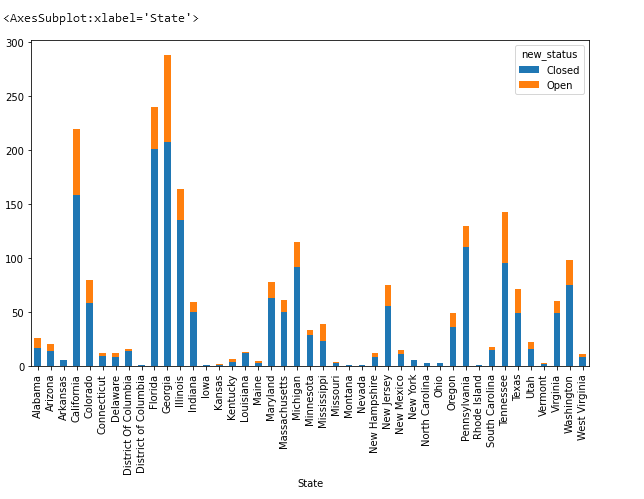 <AxesSubplot:xlabel='State'>
new_status
Closed
Open
300
250
200
150
100
50
0
Alabama
Arizona
Arkansas
California
Colorado
Connecticut
Delaware
District Of Columbia
District of Columbia
Florida
Georgia
Illinois
Indiana
Iowa
Kansas
Kentucky
Louisiana
Maine
Maryland
Massachusetts
Michigan
Minnesota
Mississippi
Missouri
Montana
Nevada
New Hampshire
New Jersey
New Mexico
New York
North Carolina
Ohio
Oregon
Pennsylvania
Rhode Island
South Carolina
Tennessee
Texas
Utah
Vermont
Virginia
Washington
West Virginia
State